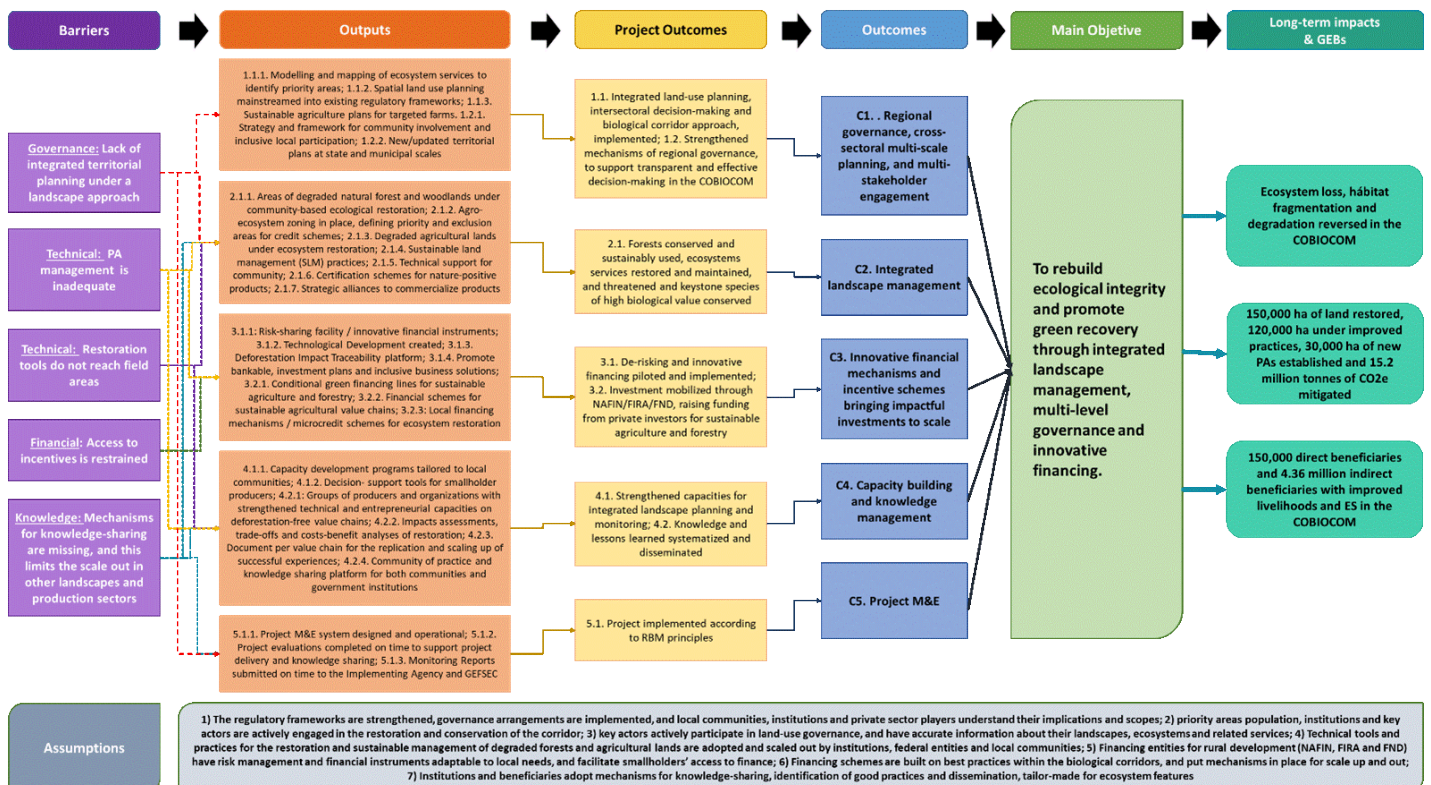 Barriers
Outputs
Project Outcomes
Outcomes
Main Objetive
Long-term impacts
& GEBs
Governance: Lack of
integrated territorial
planning under a
landscape approach
Technical: PA
management is
inadequate
Technical: Restoration
tools do not reach field
areas
Financial: Access to
incentives is restrained
Knowledge: Mechanisms
for knowledge-sharing
are missing, and this
limits the scale out in
other landscapes and
production sectors
1.1.1. Modelling and mapping of ecosystem services to
identify priority areas; 1.1.2. Spatial land use planning
mainstreamed into existing regulatory frameworks; 1.1.3.
Sustainable agriculture plans for targeted farms. 1.2.1.
Strategy and framework for community involvement and
inclusive local participation; 1.2.2. New/updated territorial
plans at state and municipal scales
2.1.1. Areas of degraded natural forest and woodlands under
community-based ecological restoration; 2.1.2. Agro-
ecosystem zoning in place, defining priority and exclusion
areas for credit schemes; 2.1.3. Degraded agricultural lands
under ecosystem restoration; 2.1.4. Sustainable land
management (SLM) practices; 2.1.5. Technical support for
community; 2.1.6. Certification schemes for nature-positive
products; 2.1.7. Strategic alliances to commercialize products
3.1.1: Risk-sharing facility / innovative financial instruments;
3.1.2. Technological Development created; 3.1.3.
Deforestation Impact Traceability platform; 3.1.4. Promote
bankable, investment plans and inclusive business solutions;
3.2.1. Conditional green financing lines for sustainable
agriculture and forestry; 3.2.2. Financial schemes for
sustainable agricultural value chains; 3.2.3: Local financing
mechanisms / microcredit schemes for ecosystem restoration
4.1.1. Capacity development programs tailored to local
communities; 4.1.2. Decision- support tools for smallholder
producers; 4.2.1: Groups of producers and organizations with
strengthened technical and entrepreneurial capacities on
deforestation-free value chains; 4.2.2. Impacts assessments,
trade-offs and costs-benefit analyses of restoration; 4.2.3.
Document per value chain for the replication and scaling up of
successful experiences; 4.2.4. Community of practice and
knowledge sharing platform for both communities and
government institutions
5.1.1. Project M&E system designed and operational; 5.1.2.
Project evaluations completed on time to support project
delivery and knowledge sharing; 5.1.3. Monitoring Reports
submitted on time to the Implementing Agency and GEFSEC
1.1. Integrated land-use planning,
intersectoral decision-making and
biological corridor approach,
implemented; 1.2. Strengthened
mechanisms of regional governance,
to support transparent and effective
decision-making in the COBIOCOM
2.1. Forests conserved and
sustainably used, ecosystems
services restored and maintained,
and threatened and keystone species
of high biological value conserved
3.1. De-risking and innovative
financing piloted and implemented;
3.2. Investment mobilized through
NAFIN/FIRA/FND, raising funding
from private investors for sustainable
agriculture and forestry
4.1. Strengthened capacities for
integrated landscape planning and
monitoring; 4.2. Knowledge and
lessons learned systematized and
disseminated
5.1. Project implemented according
to RBM principles
C1. . Regional
governance, cross-
sectoral multi-scale
planning, and multi-
stakeholder
engagement
C2. Integrated
landscape management
C3. Innovative financial
mechanisms and
incentive schemes
bringing impactful
investments to scale
C4. Capacity building
and knowledge
management
C5. Project M&E
To rebuild
ecological integrity
and promote
green recovery
through integrated
landscape
management,
multi-level
governance and
innovative
financing.
Ecosystem loss, hábitat
fragmentation and
degradation reversed in the
COBIOCOM
150,000 ha of land restored,
120,000 ha under improved
practices, 30,000 ha of new
PAs established and 15.2
million tonnes of CO2e
mitigated
150,000 direct beneficiaries
and 4.36 million indirect
beneficiaries with improved
livelihoods and ES in the
COBIOCOM
Assumptions
1) The regulatory frameworks are strengthened, governance arrangements are implemented, and local communities, institutions and private sector players understand their implications and scopes; 2) priority areas population, institutions and key
actors are actively engaged in the restoration and conservation of the corridor; 3) key actors actively participate in land-use governance, and have accurate information about their landscapes, ecosystems and related services; 4) Technical tools and
practices for the restoration and sustainable management of degraded forests and agricultural lands are adopted and scaled out by institutions, federal entities and local communities; 5) Financing entities for rural development (NAFIN, FIRA and FND)
have risk management and financial instruments adaptable to local needs, and facilitate smallholders' access to finance; 6) Financing schemes are built on best practices within the biological corridors, and put mechanisms in place for scale up and out;
7) Institutions and beneficiaries adopt mechanisms for knowledge-sharing, identification of good practices and dissemination, tailor-made for ecosystem features